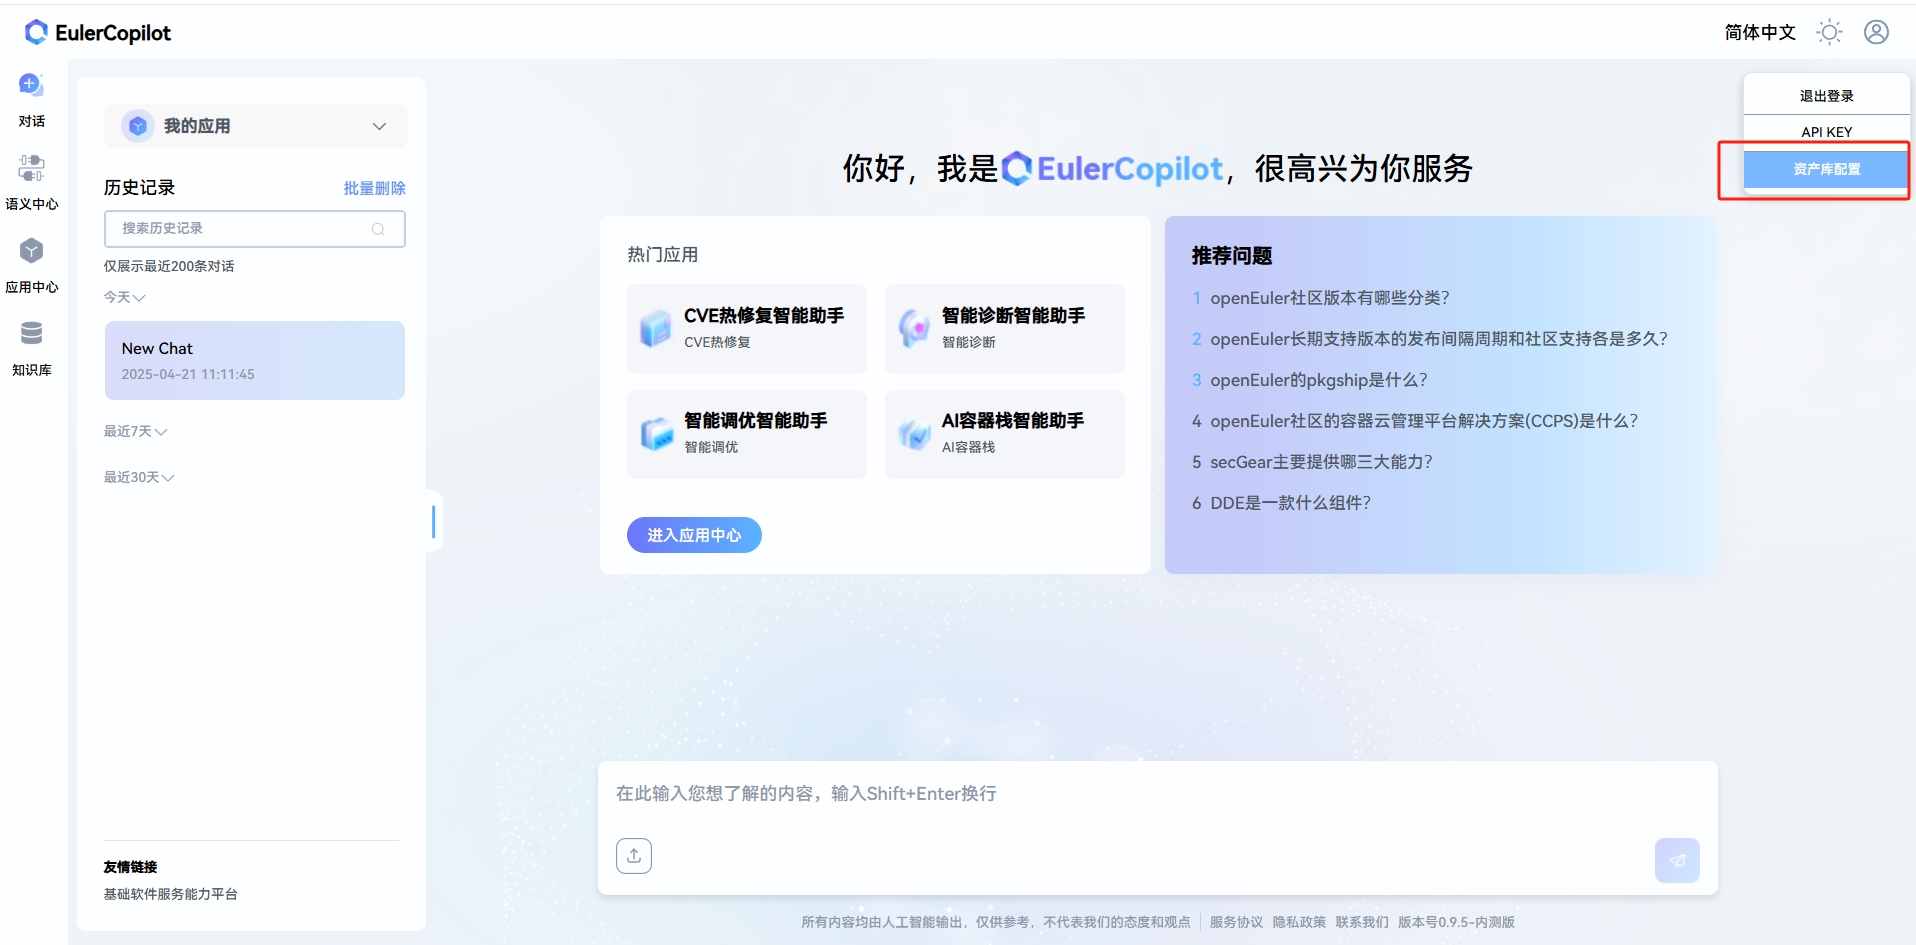 EulerCopilot
简体中文
对话
语义中心
应用中心
知识库
我的应用
历史记录
批量删除
搜索历史记录
仅展示最近200条对话
今天
New Chat
2025-04-21 11:11:45
最近7天
最近30天
友情链接
基础软件服务能力平台
退出登录
API KEY
资产库配置
你好，我是EulerCopilot，很高兴为你服务
热门应用
CVE热修复智能助手
CVE热修复
智能诊断智能助手
智能诊断
智能调优智能助手
智能调优
AI容器栈智能助手
AI容器栈
进入应用中心
推荐问题
1 openEuler社区版本有哪些分类？
2 openEuler长期支持版本的发布间隔周期和社区支持各是多久？
3 openEuler的pkgship是什么？
4 openEuler社区的容器云管理平台解决方案(CCPS)是什么？
5 secGear主要提供哪三大能力？
6 DDE是一款什么组件？
在此输入您想了解的内容，输入Shift+Enter换行
所有内容均由人工智能输出，仅供参考，不代表我们的态度和观点 服务协议 隐私政策 联系我们 版本号0.9.5-内测版